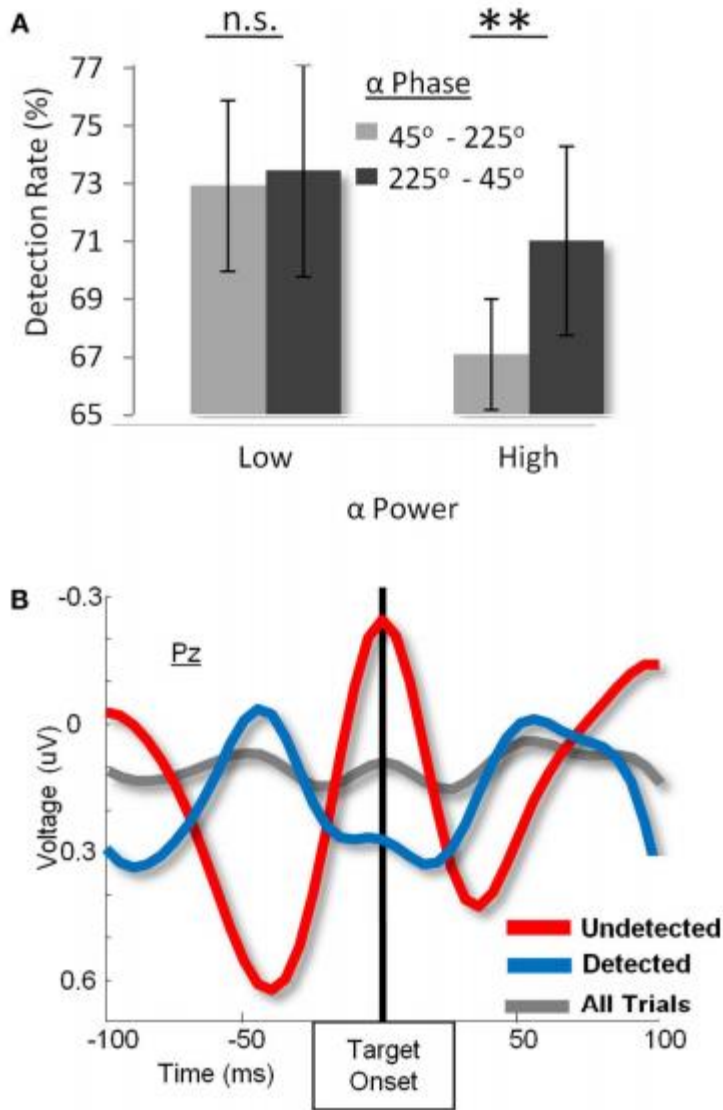 A
n.s.
**
77
75
73
71
69
67
65
Detection Rate (%)
α Phase
45° - 225°
225° - 45°
Low
High
α Power
B
-0.3
0
0.3
0.6
Voltage (uV)
Pz
Undetected
Detected
All Trials
-100
-50
50
100
Time (ms)
Target
Onset